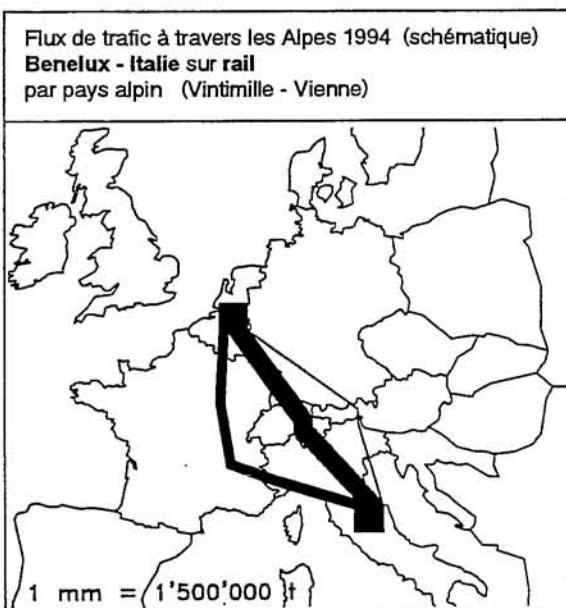 Flux de trafic à travers les Alpes 1994 (schématique)
Benelux - Italie sur rail
par pays alpin (Vintimille - Vienne)
1 mm = 1'500'000 t